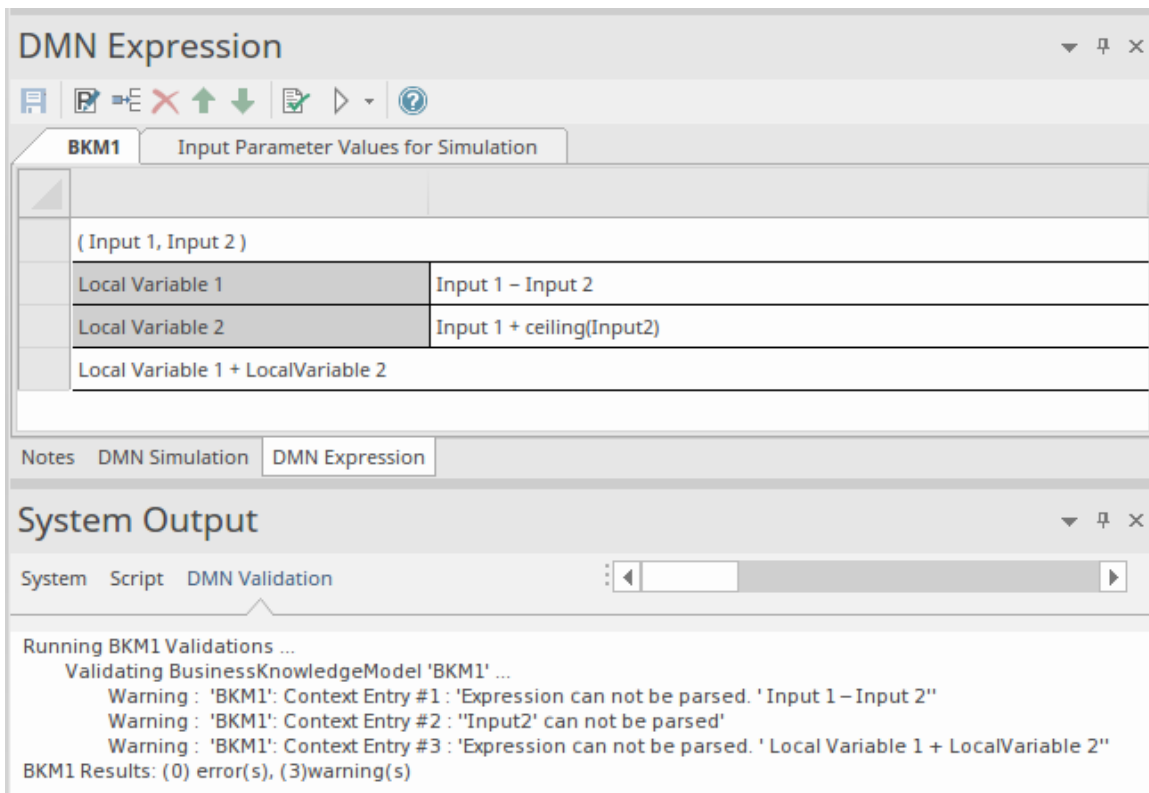 DMN Expression
BKM1 Input Parameter Values for Simulation
( Input 1, Input 2 )
Local Variable 1 Input 1 – Input 2
Local Variable 2 Input 1 + ceiling(Input2)
Local Variable 1 + LocalVariable 2
Notes DMN Simulation DMN Expression
System Output
System Script DMN Validation
Running BKM1 Validations ...
Validating BusinessKnowledgeModel 'BKM1' ...
Warning : 'BKM1': Context Entry #1 : 'Expression can not be parsed. ' Input 1 – Input 2''
Warning : 'BKM1': Context Entry #2 : ''Input2' can not be parsed'
Warning : 'BKM1': Context Entry #3 : 'Expression can not be parsed. ' Local Variable 1 + LocalVariable 2''
BKM1 Results: (0) error(s), (3)warning(s)